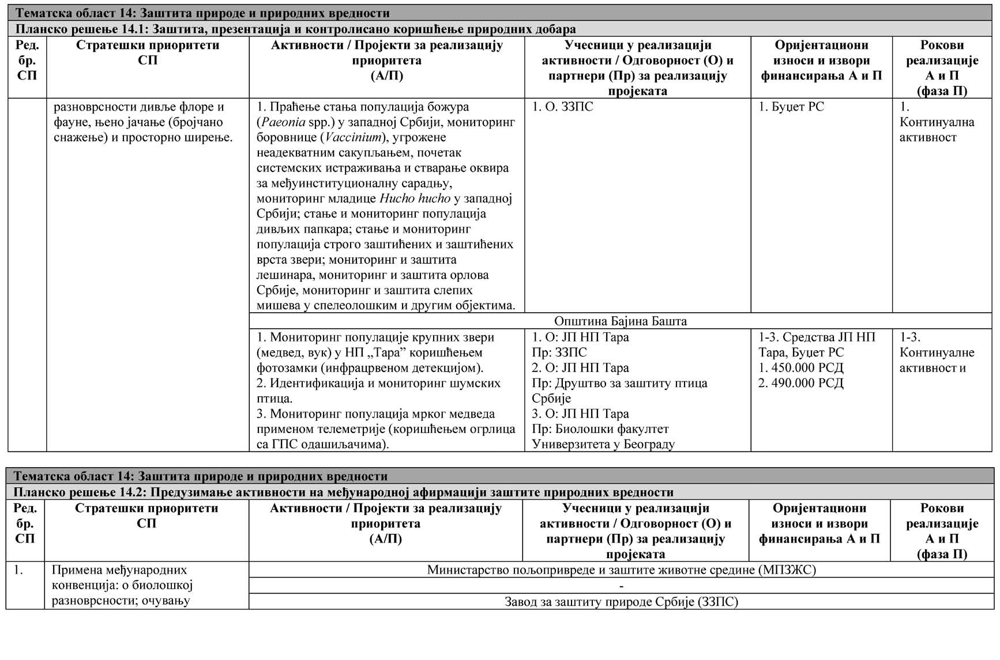 Тематска област 14: Заштита природе и природних вредности
Планско решење 14.1: Заштита, презентација и контролисано коришћење природних добара
Ред.
бр.
СП
Стратешки приоритети
СП
Активности / Пројекти за реализацију
приоритета
(А/П)
Учесници у реализацији
активности / Одговорност (О) и
партнери (Пр) за реализацију
пројеката
Оријентациони
износи и извори
финансирања А и П
Рокови
реализације
А и П
(фаза П)
разноврсности дивље флоре и
фауне, њено јачање (бројчано
снажење) и просторно ширење.
1. Праћење стања популација божура
(Paeonia spp.) у западној Србији, мониторинг
боровнице (Vaccinium), угрожене
неадекватним сакупљањем, почетак
системских истраживања и стварање оквира
за међуинституционалну сарадњу,
мониторинг младице Hucho hucho у западној
Србији; стање и мониторинг популација
дивљих папкара; стање и мониторинг
популација строго заштићених и заштићених
врста звери; мониторинг и заштита
лешинара, мониторинг и заштита орлова
Србије, мониторинг и заштита слепих
мишева у спелеолошким и другим објектима.
1. О. ЗЗПС
1. Буџет РС
1.
Континуална
активност
Општина Бајина Башта
1. Мониторинг популације крупних звери
(медвед, вук) у НП „Тара” коришћењем
фотозамки (инфрацрвеном детекцијом).
2. Идентификација и мониторинг шумских
птица.
3. Мониторинг популација мрког медведа
применом телеметрије (коришћењем огрлица
са ГПС одашиљачима).
1. О: ЈП НП Тара
Пр: ЗЗПС
2. О: ЈП НП Тара
Пр: Друштво за заштиту птица
Србије
3. О: ЈП НП Тара
Пр: Биолошки факултет
Универзитета у Београду
1-3. Средства ЈП НП
Тара, Буџет РС
1. 450.000 РСД
2. 490.000 РСД
1-3.
Континуалне
активност и
Тематска област 14: Заштита природе и природних вредности
Планско решење 14.2: Предузимање активности на међународној афирмацији заштите природних вредности
Ред.
бр.
СП
Стратешки приоритети
СП
Активности / Пројекти за реализацију
приоритета
(А/П)
Учесници у реализацији
активности / Одговорност (О) и
партнери (Пр) за реализацију
пројеката
Оријентациони
износи и извори
финансирања А и П
Рокови
реализације
А и П
(фаза П)
1.
Примена међународних
конвенција: о биолошкој
разноврсности; очувању
Министарство пољопривреде и заштите животне средине (МПЗЖС)
-
Завод за заштиту природе Србије (ЗЗПС)